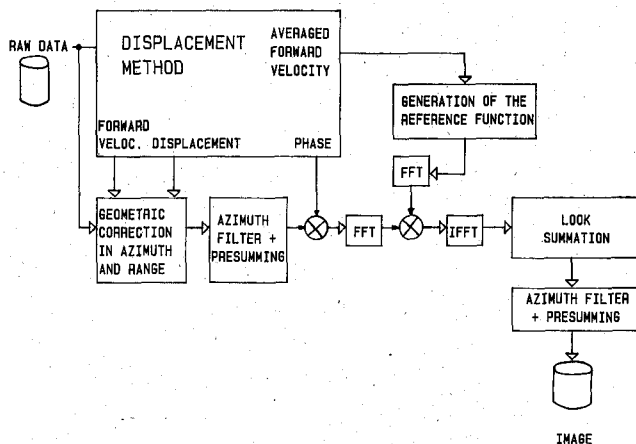 RAW DATA
DISPLACEMENT
METHOD
AVERAGED
FORWARD
VELOCITY
FORWARD
VELOC. DISPLACEMENT
PHASE
GENERATION OF THE
REFERENCE FUNCTION
FFT
GEOMETRIC
CORRECTION
IN AZIMUTH
AND RANGE
AZIMUTH
FILTER +
PRESUMMING
FFT
IFFT
LOOK
SUMMATION
AZIMUTH FILTER
+ PRESUMMING
IMAGE